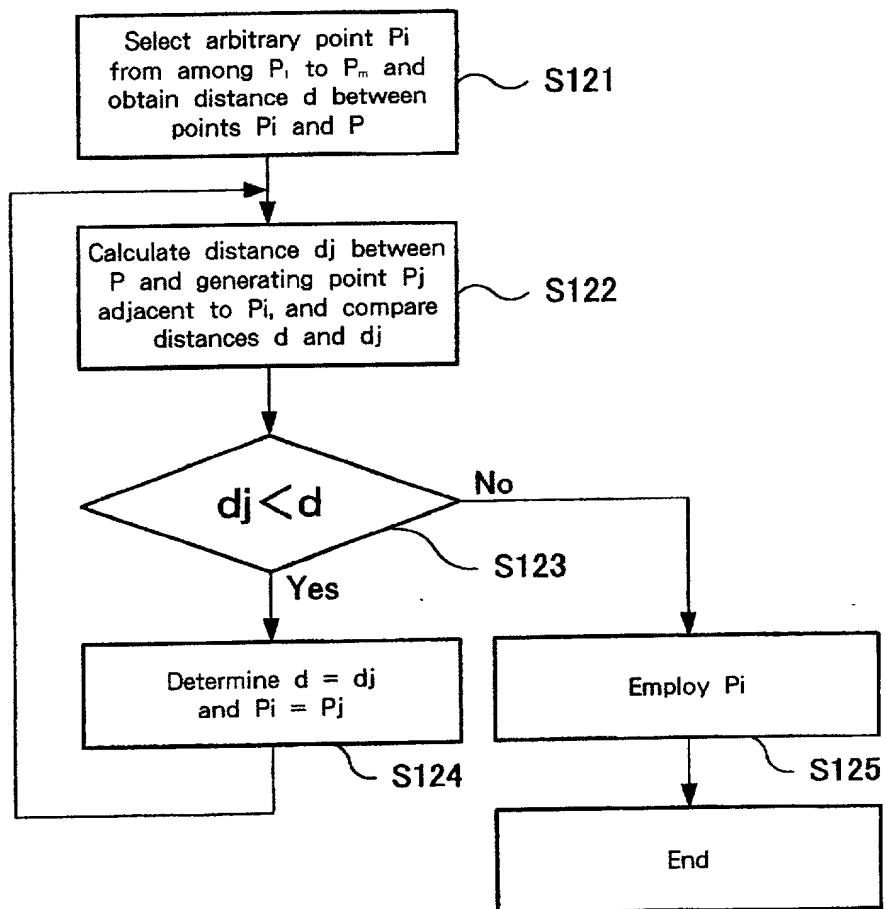 Select arbitrary point Pi
from among P₁ to Pₘ and
obtain distance d between
points Pi and P
S121
Calculate distance dj between
P and generating point Pj
adjacent to Pi, and compare
distances d and dj
S122
dj<d
No
S123
Yes
Determine d = dj
and Pi = Pj
S124
Employ Pi
S125
End